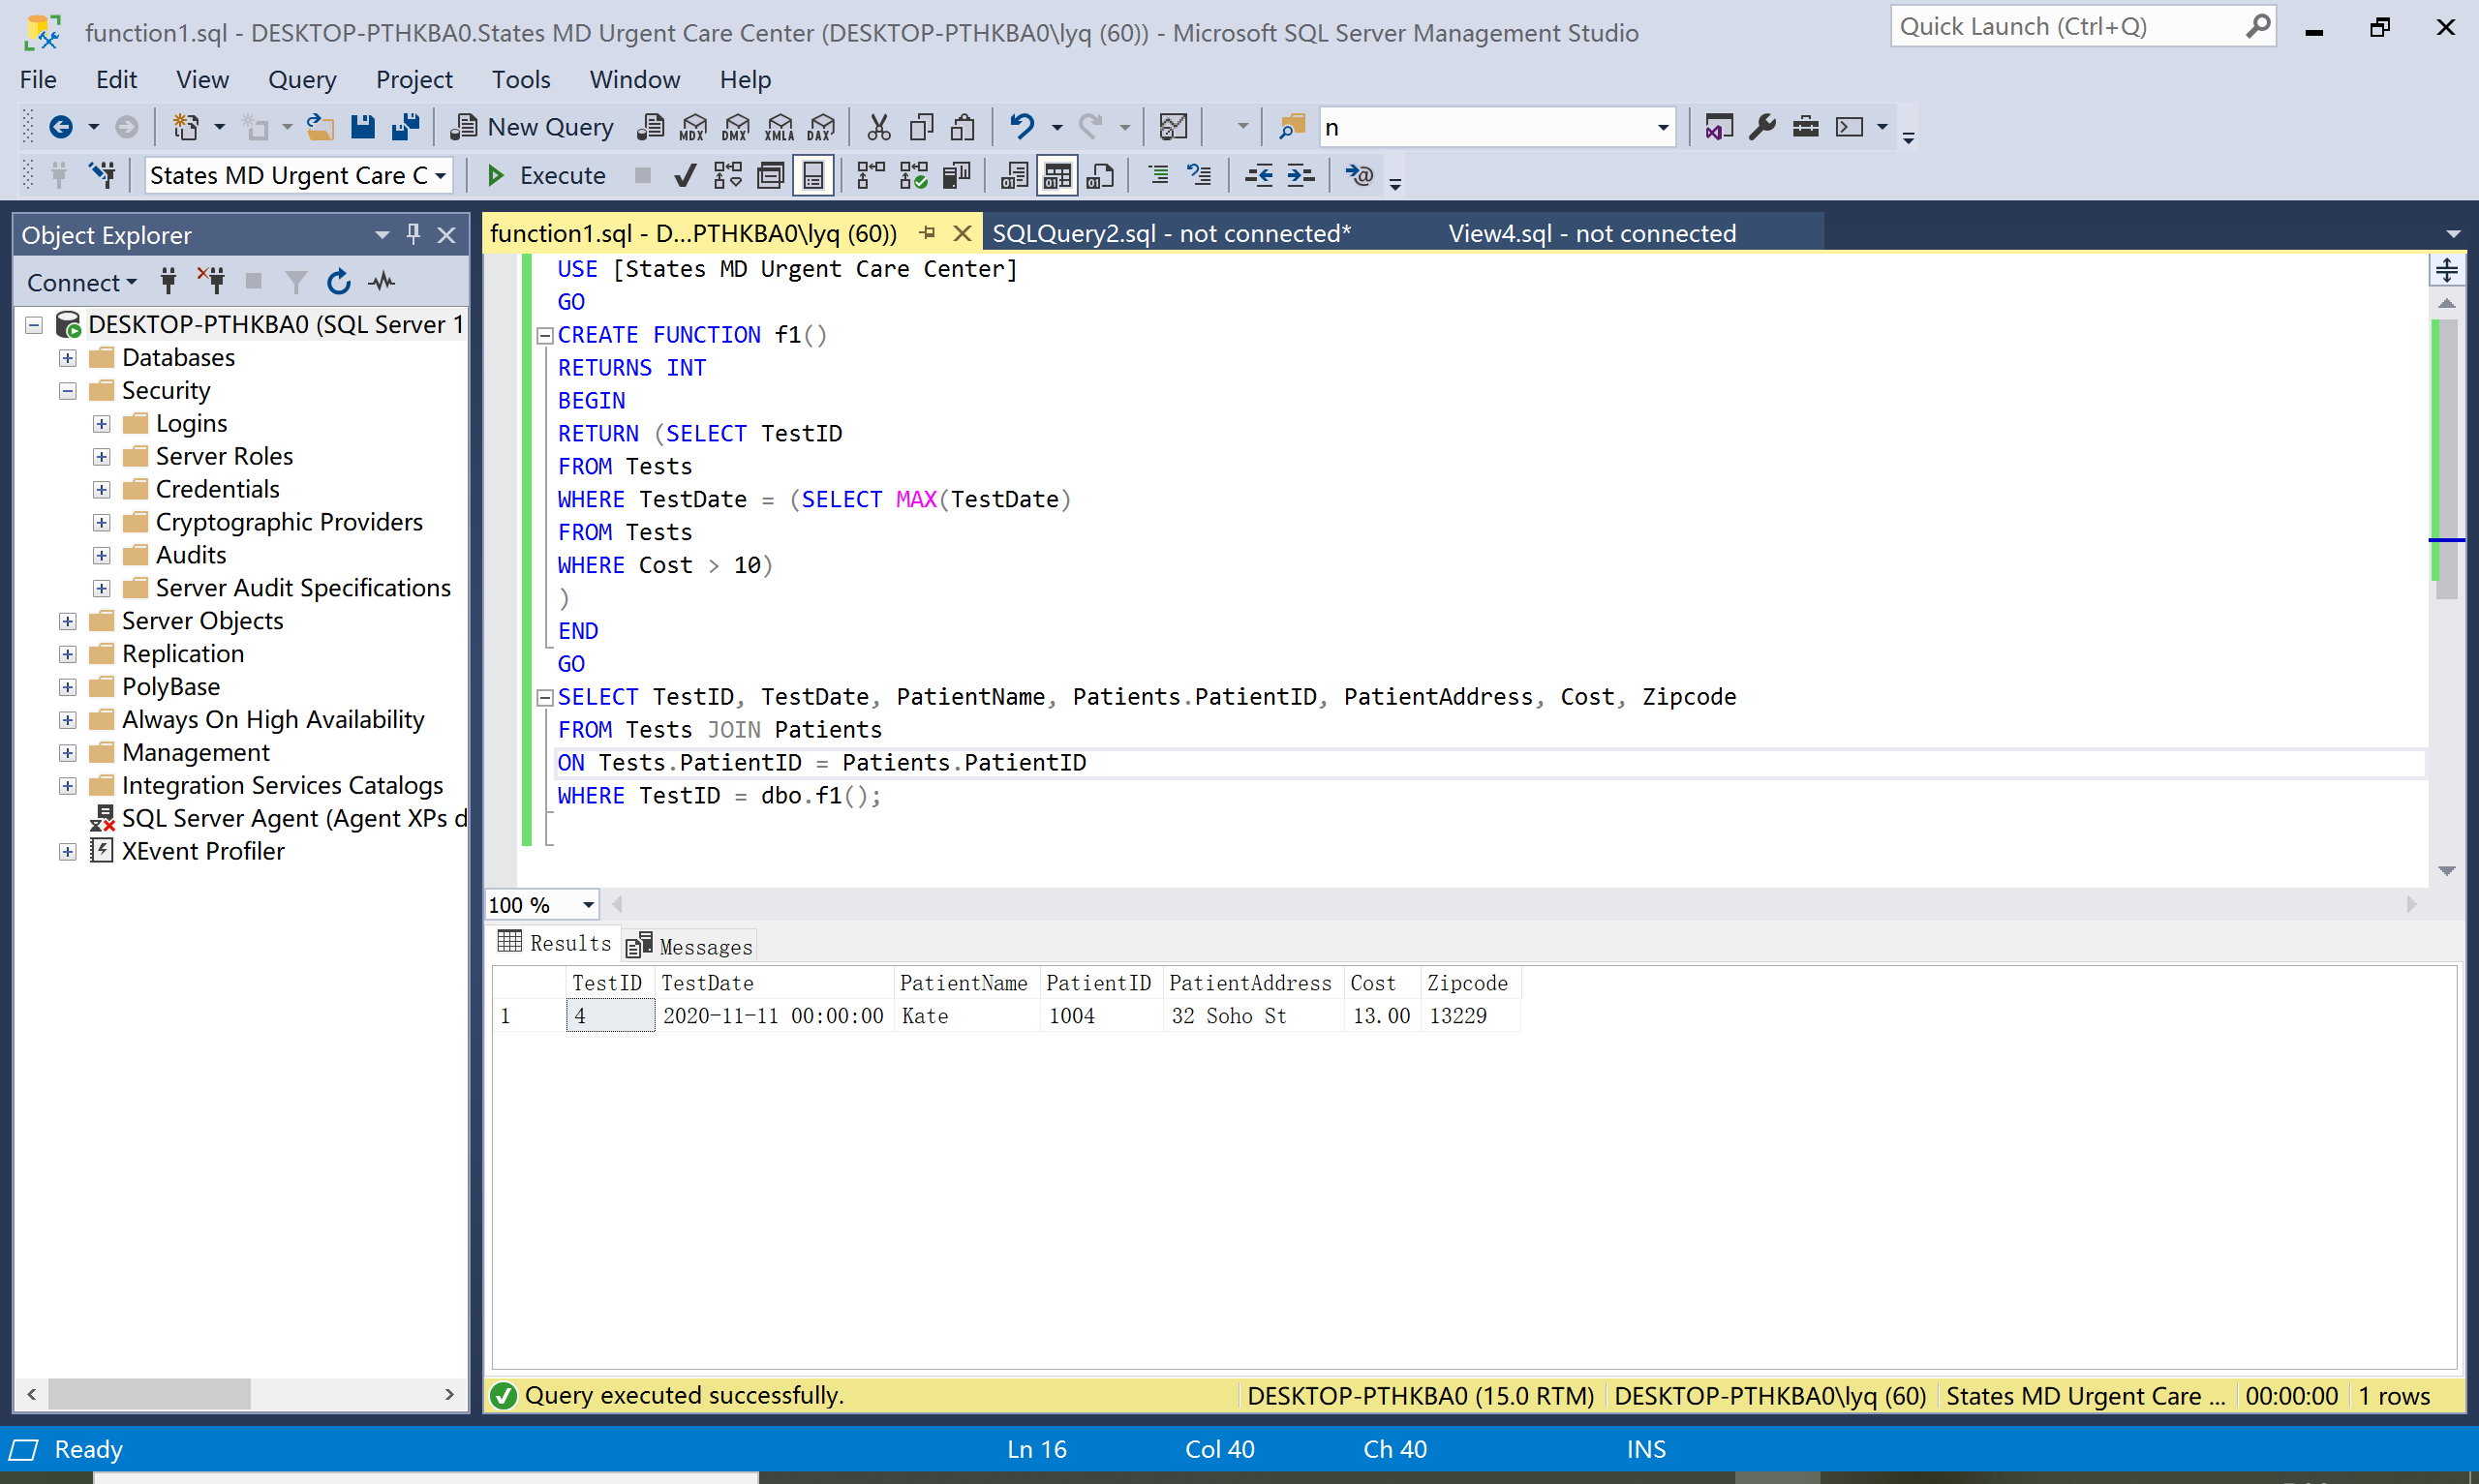 function1.sql - DESKTOP-PTHKBA0.States MD Urgent Care Center (DESKTOP-PTHKBA0\lyq (60)) - Microsoft SQL Server Management Studio
Quick Launch (Ctrl+Q)
File Edit View Query Project Tools Window Help
New Query MDX DMX XMLA DAX n
States MD Urgent Care C Execute
Object Explorer
Connect
DESKTOP-PTHKBA0 (SQL Server 1
Databases
Security
Logins
Server Roles
Credentials
Cryptographic Providers
Audits
Server Audit Specifications
Server Objects
Replication
PolyBase
Always On High Availability
Management
Integration Services Catalogs
SQL Server Agent (Agent XPs d
XEvent Profiler
function1.sql - D...PTHKBA0\lyq (60)) SQLQuery2.sql - not connected* View4.sql - not connected
USE [States MD Urgent Care Center]
GO
CREATE FUNCTION f1()
RETURNS INT
BEGIN
RETURN (SELECT TestID
FROM Tests
WHERE TestDate = (SELECT MAX(TestDate)
FROM Tests
WHERE Cost > 10)
)
END
GO
SELECT TestID, TestDate, PatientName, Patients.PatientID, PatientAddress, Cost, Zipcode
FROM Tests JOIN Patients
ON Tests.PatientID = Patients.PatientID
WHERE TestID = dbo.f1();
100 %
Results Messages
TestID TestDate PatientName PatientID PatientAddress Cost Zipcode
1 4 2020-11-11 00:00:00 Kate 1004 32 Soho St 13.00 13229
Query executed successfully. DESKTOP-PTHKBA0 (15.0 RTM) DESKTOP-PTHKBA0\lyq (60) States MD Urgent Care ... 00:00:00 1 rows
Ready Ln 16 Col 40 Ch 40 INS